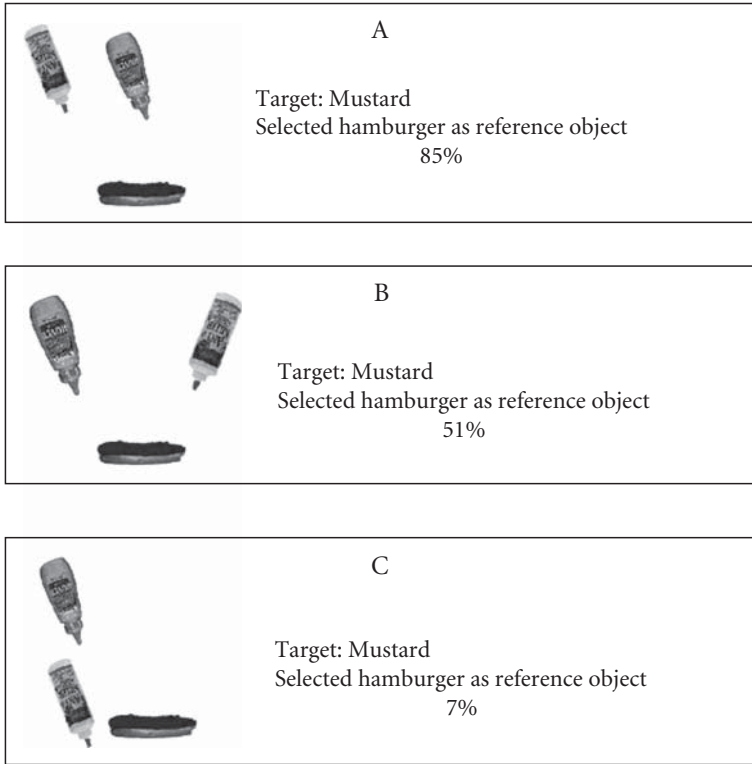 A
Target: Mustard
Selected hamburger as reference object
85%
B
Target: Mustard
Selected hamburger as reference object
51%
C
Target: Mustard
Selected hamburger as reference object
7%